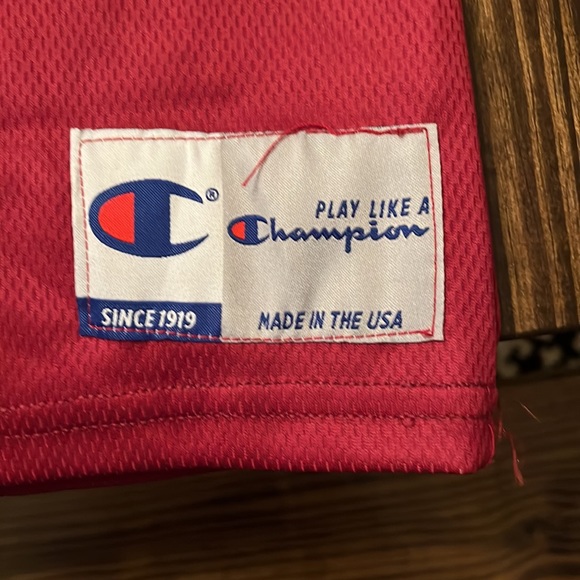 ®
SINCE 1919
PLAY LIKE A
Champion
MADE IN THE USA